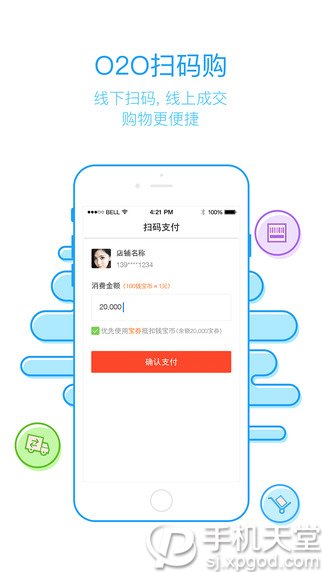 O2O扫码购
线下扫码, 线上成交
购物更便捷
BELL 4:21 PM 100%
扫码支付
店铺名称
139****1234
消费金额 (100钱宝币=1元)
20.000
优先使用宝券抵扣钱宝币(余额20,000宝券)
确认支付
手机天堂
sj.xpgod.com